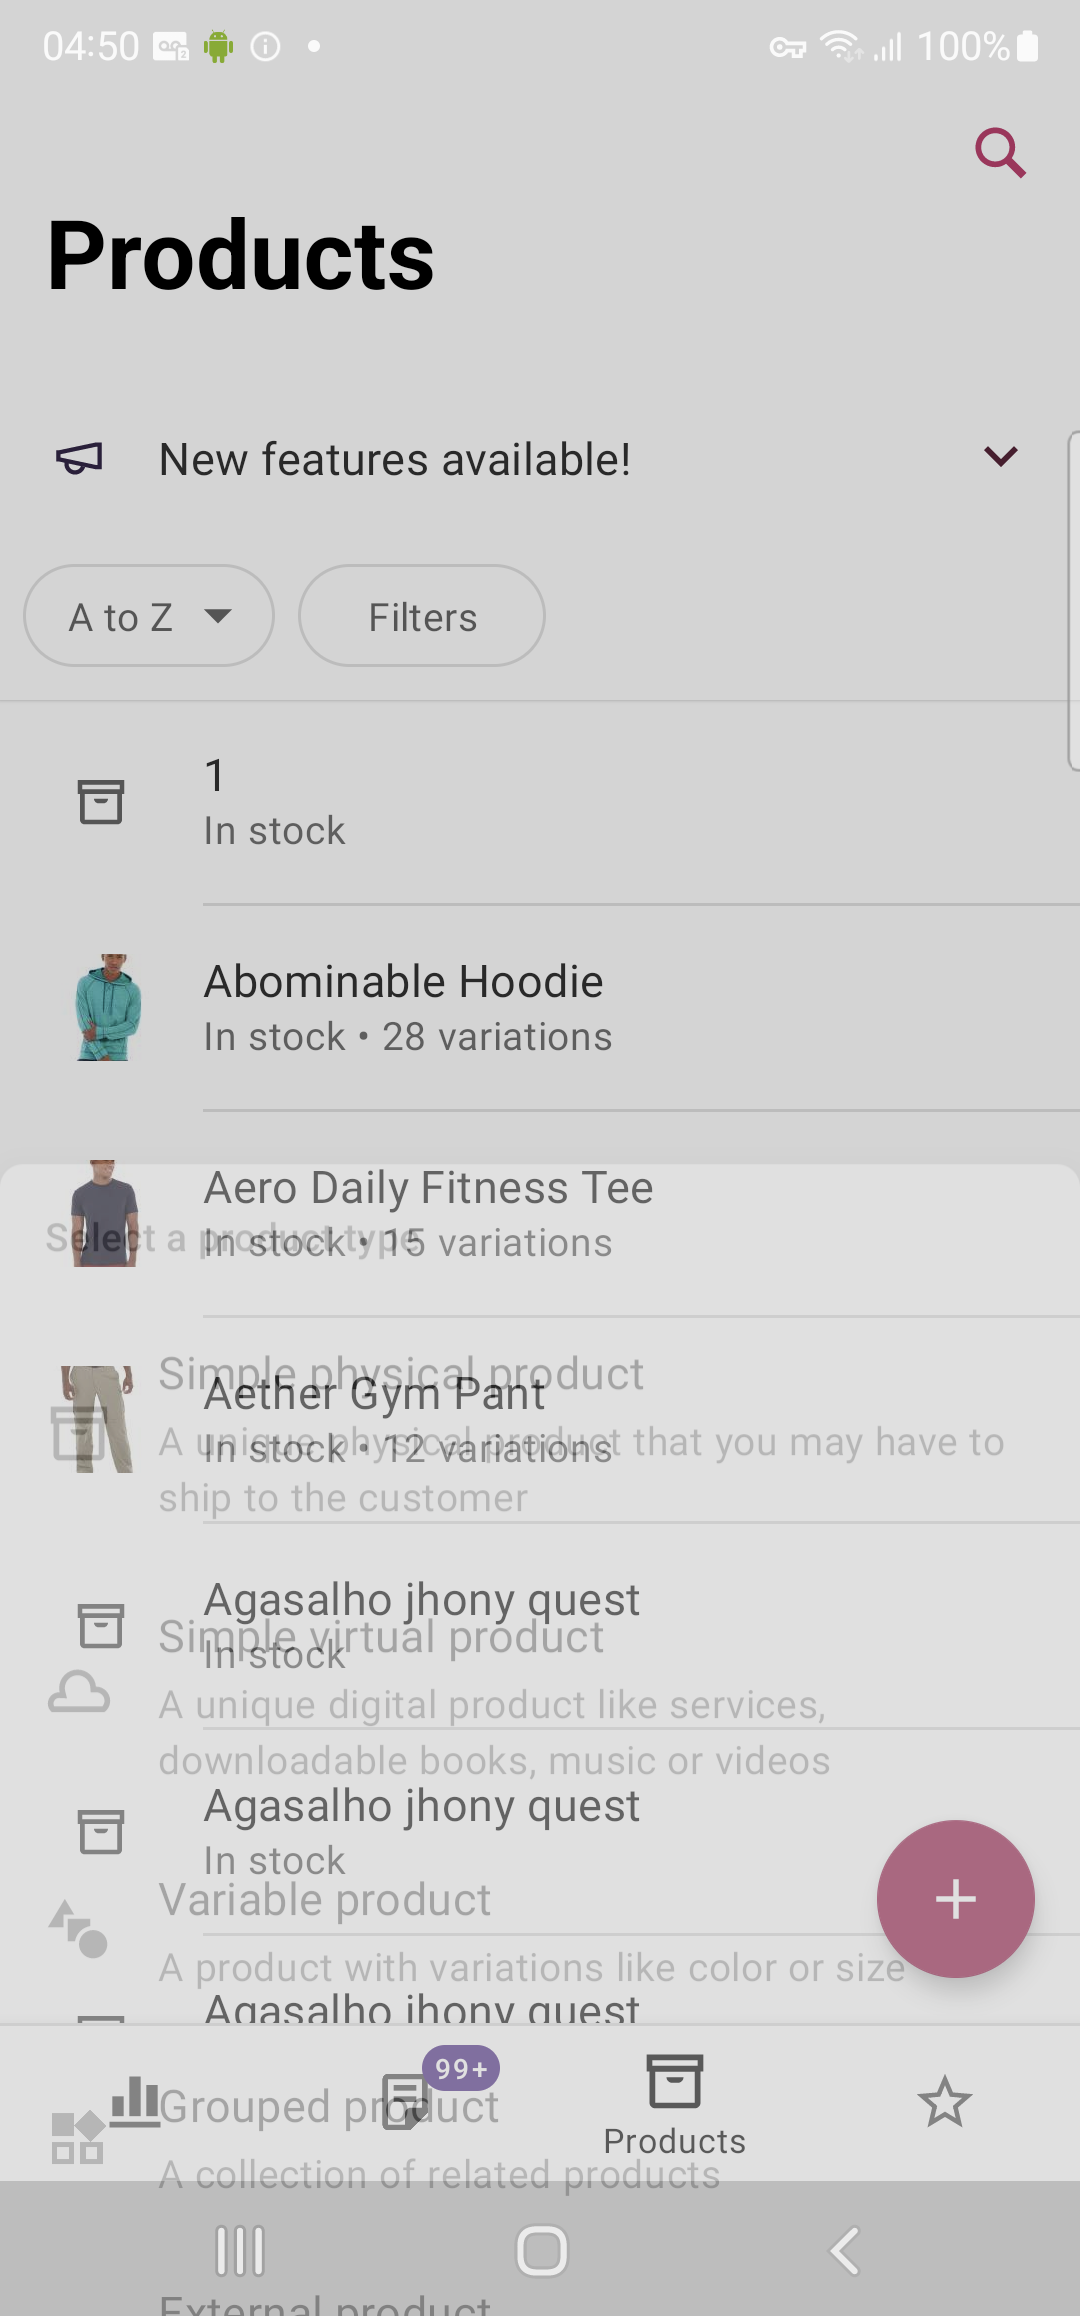 04:50
100%
Products
New features available!
A to Z
Filters
1
In stock
Abominable Hoodie
In stock • 28 variations
Aero Daily Fitness Tee
Select a product type
In stock • 15 variations
Simple physical product
Aether Gym Pant
A unique physical product that you may have to
In stock • 12 variations
ship to the customer
Agasalho jhony quest
Simple virtual product
In stock
A unique digital product like services,
downloadable books, music or videos
Agasalho jhony quest
In stock
Variable product
A product with variations like color or size
Agasalho jhony quest
99+
Grouped product
Products
A collection of related products
External product